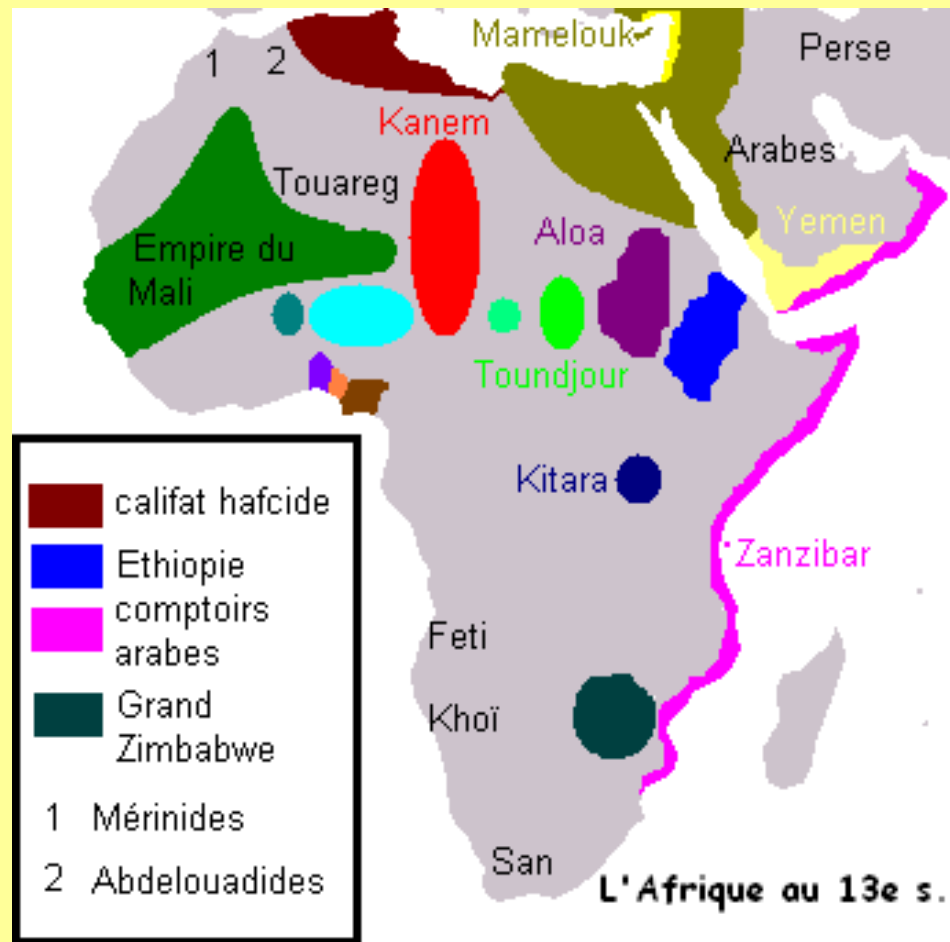 Mamelouk
Perse
1
2
Kanem
Arabes
Touareg
Yemen
Aloa
Empire du
Mali
Toundjour
Kitara
Zanzibar
Feti
Khoï
San
califat hafcide
Ethiopie
comptoirs
arabes
Grand
Zimbabwe
1 Mérinides
2 Abdelouadides
L'Afrique au 13e s.